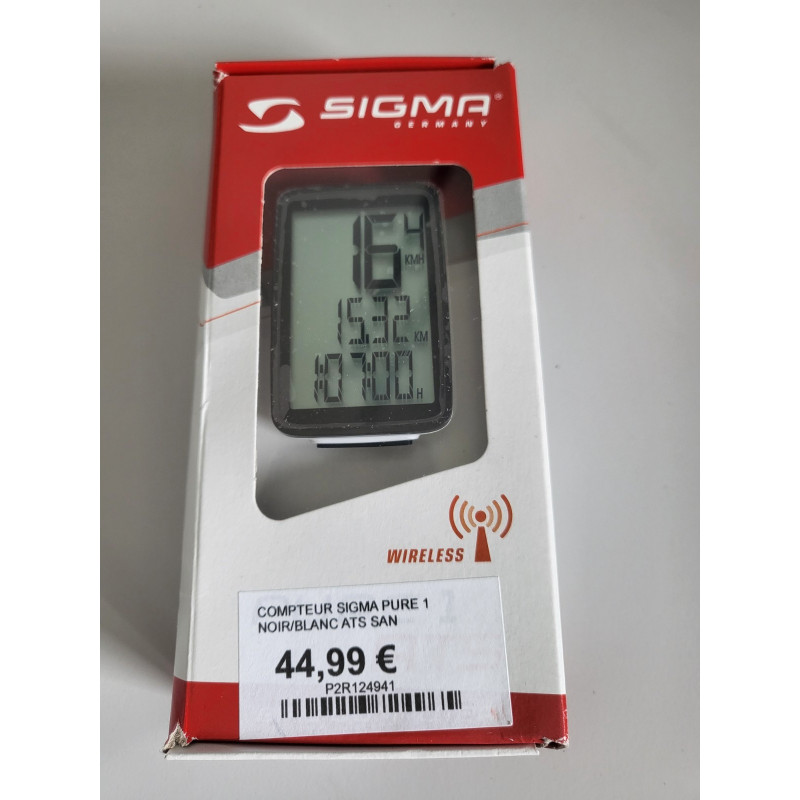 SIGMA®
GERMANY
16 4
KMH
15.32 KM
10700 H
WIRELESS
COMPTEUR SIGMA PURE 1
NOIR/BLANC ATS SAN
44,99 €
P2R124941